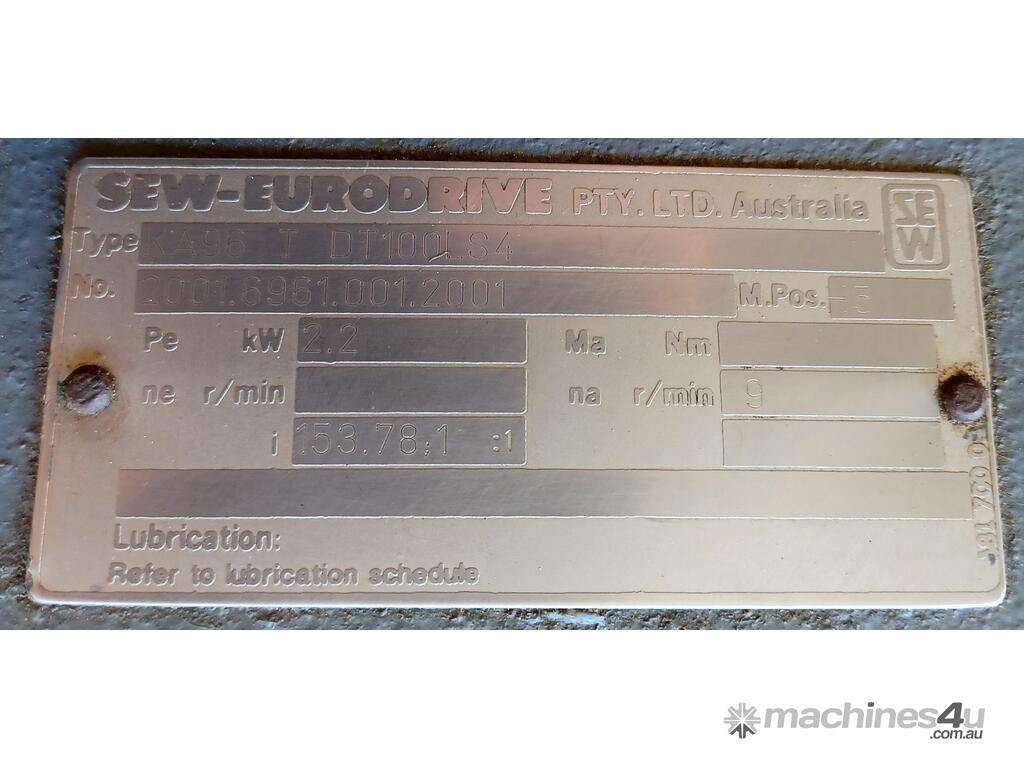 SEW-EURODRIVE PTY. LTD. Australia SEW
Type KA96 T DT100LS4
No. 2001.6961.001.2001 M.Pos.
Pe kW 2.2 Ma Nm
ne r/min na r/min 9
i 153.78;1 :1
Lubrication:
Refer to lubrication schedule
machines4u
.com.au